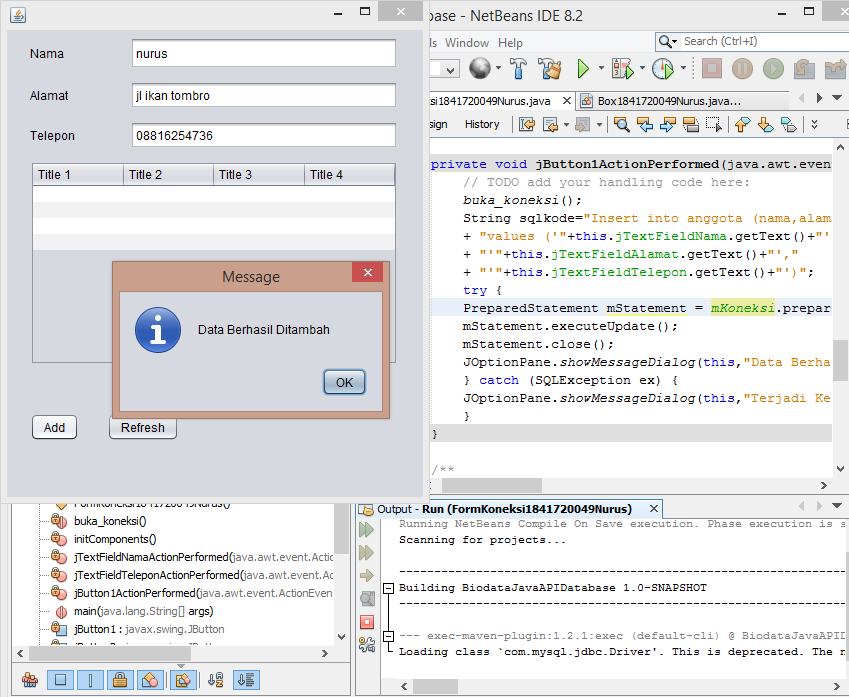 Nama
nurus
Alamat
jl ikan tombro
Telepon
08816254736
Title 1
Title 2
Title 3
Title 4
Message
Data Berhasil Ditambah
OK
Add
Refresh
base - NetBeans IDE 8.2
ls Window Help
Search (Ctrl+I)
si1841720049Nurus.java
Box1841720049Nurus.java...
sign
History
private void jButton1ActionPerformed(java.awt.even
// TODO add your handling code here:
buka_koneksi();
String sqlkode="Insert into anggota (nama,alam
+ "values ('"+this.jTextFieldNama.getText()+"'
+ "'"+this.jTextFieldAlamat.getText()+"',"
+ "'"+this.jTextFieldTelepon.getText()+"')";
try {
PreparedStatement mStatement = mKoneksi.prepar
mStatement.executeUpdate();
mStatement.close();
JOptionPane.showMessageDialog(this,"Data Berha
} catch (SQLException ex) {
JOptionPane.showMessageDialog(this,"Terjadi Ke
}
}
/**
FormKoneksi1841720049Nurus()
buka_koneksi()
initComponents()
jTextFieldNamaActionPerformed(java.awt.event.Actio
jTextFieldTeleponActionPerformed(java.awt.event.Ac
jButton1ActionPerformed(java.awt.event.ActionEven
main(java.lang.String[] args)
jButton1 : javax.swing.JButton
Output - Run (FormKoneksi1841720049Nurus)
Running NetBeans Compile On Save execution. Phase execution is s
Scanning for projects...
------------------------------------------------------------------------
Building BiodataJavaAPIDatabase 1.0-SNAPSHOT
------------------------------------------------------------------------
--- exec-maven-plugin:1.2.1:exec (default-cli) @ BiodataJavaAPID
Loading class `com.mysql.jdbc.Driver'. This is deprecated. The n